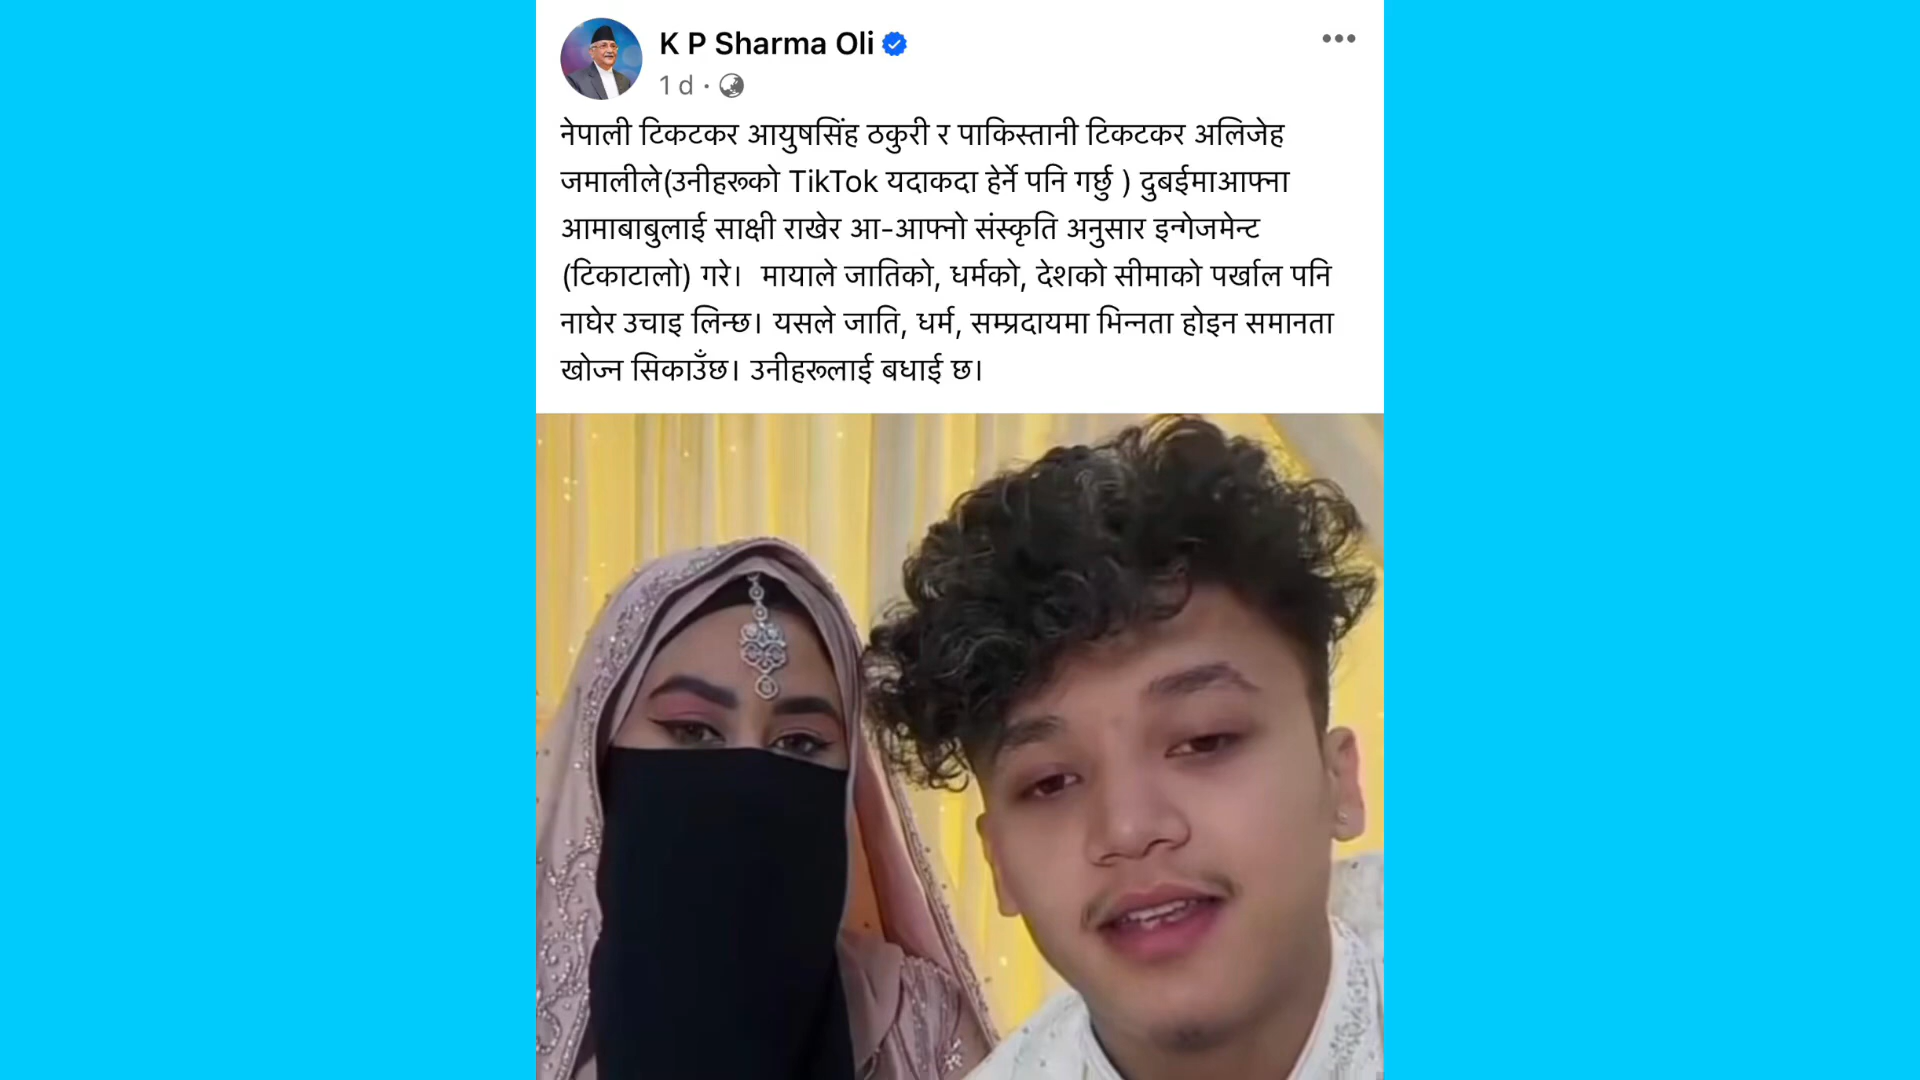 K P Sharma Oli
1 d ·
नेपाली टिकटकर आयुषसिंह ठकुरी र पाकिस्तानी टिकटकर अलिजेह
जमालीले(उनीहरूको TikTok यदाकदा हेर्ने पनि गर्छु ) दुबईमाआफ्ना
आमाबाबुलाई साक्षी राखेर आ-आफ्नो संस्कृति अनुसार इन्गेजमेन्ट
(टिकाटालो) गरे।  मायाले जातिको, धर्मको, देशको सीमाको पर्खाल पनि
नाघेर उचाइ लिन्छ। यसले जाति, धर्म, सम्प्रदायमा भिन्नता होइन समानता
खोज्न सिकाउँछ। उनीहरूलाई बधाई छ।